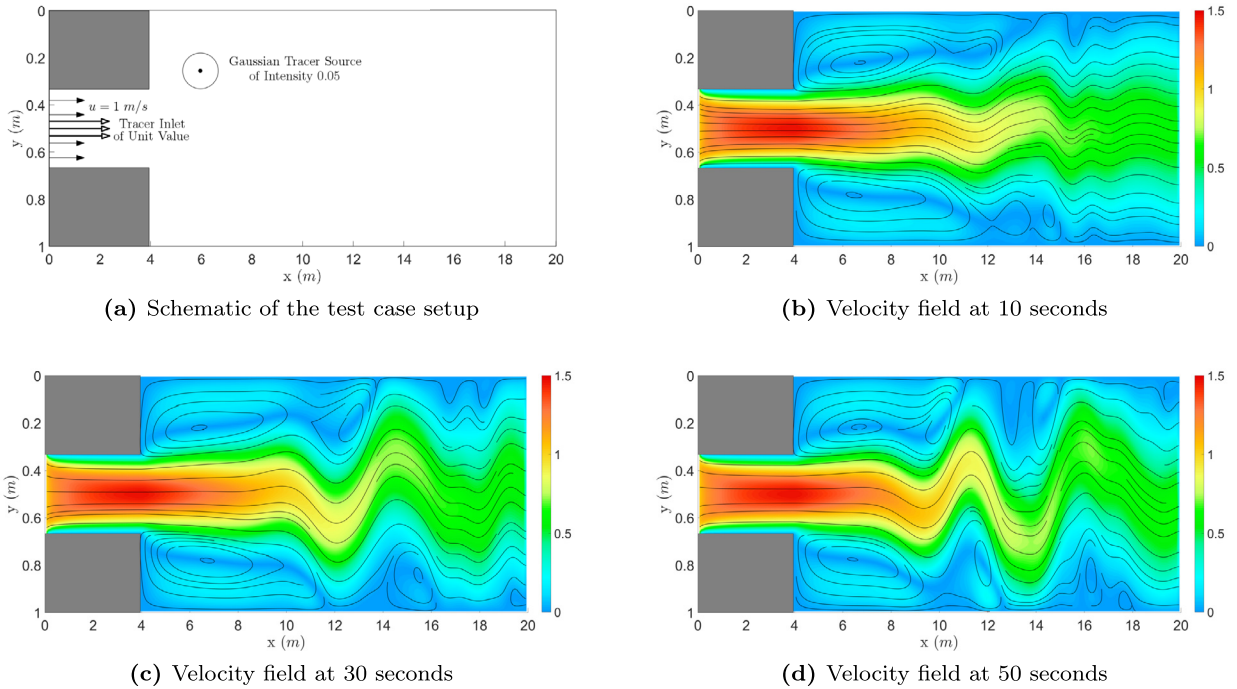 0
0.2
0.4
0.6
0.8
1
y (m)
Gaussian Tracer Source
of Intensity 0.05
u = 1 m/s
Tracer Inlet
of Unit Value
0 2 4 6 8 10 12 14 16 18 20
x (m)
(a) Schematic of the test case setup
0
0.2
0.4
0.6
0.8
1
y (m)
0 2 4 6 8 10 12 14 16 18 20
x (m)
1.5
1
0.5
0
(b) Velocity field at 10 seconds
0
0.2
0.4
0.6
0.8
1
y (m)
0 2 4 6 8 10 12 14 16 18 20
x (m)
1.5
1
0.5
0
(c) Velocity field at 30 seconds
0
0.2
0.4
0.6
0.8
1
y (m)
0 2 4 6 8 10 12 14 16 18 20
x (m)
1.5
1
0.5
0
(d) Velocity field at 50 seconds